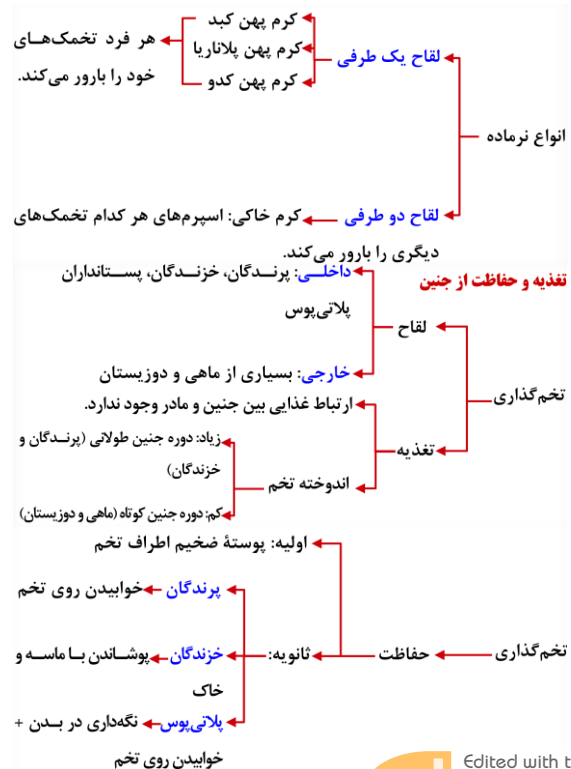 کرم پهن کبد
کرم پهن پلاناریا
کرم پهن کدو
هر فرد تخمک‌های
خود را بارور می‌کند.
لقاح یک طرفی
انواع نرماده
لقاح دو طرفی
کرم خاکی: اسپرم‌های هر کدام تخمک‌های
دیگری را بارور می‌کند.
تغذیه و حفاظت از جنین
داخلی: پرندگان، خزندگان، پستانداران
پلاتی‌پوس
لقاح
خارجی: بسیاری از ماهی و دوزیستان
تخم‌گذاری
ارتباط غذایی بین جنین و مادر وجود ندارد.
تغذیه
زیاد: دوره جنین طولانی (پرندگان و
خزندگان)
اندوخته تخم
کم: دوره جنین کوتاه (ماهی و دوزیستان)
اولیه: پوستهٔ ضخیم اطراف تخم
پرندگان
خوابیدن روی تخم
تخم‌گذاری
حفاظت
ثانویه:
خزندگان
پوشاندن با ماسه و
خاک
پلاتی‌پوس
نگه‌داری در بدن +
خوابیدن روی تخم
Edited with t